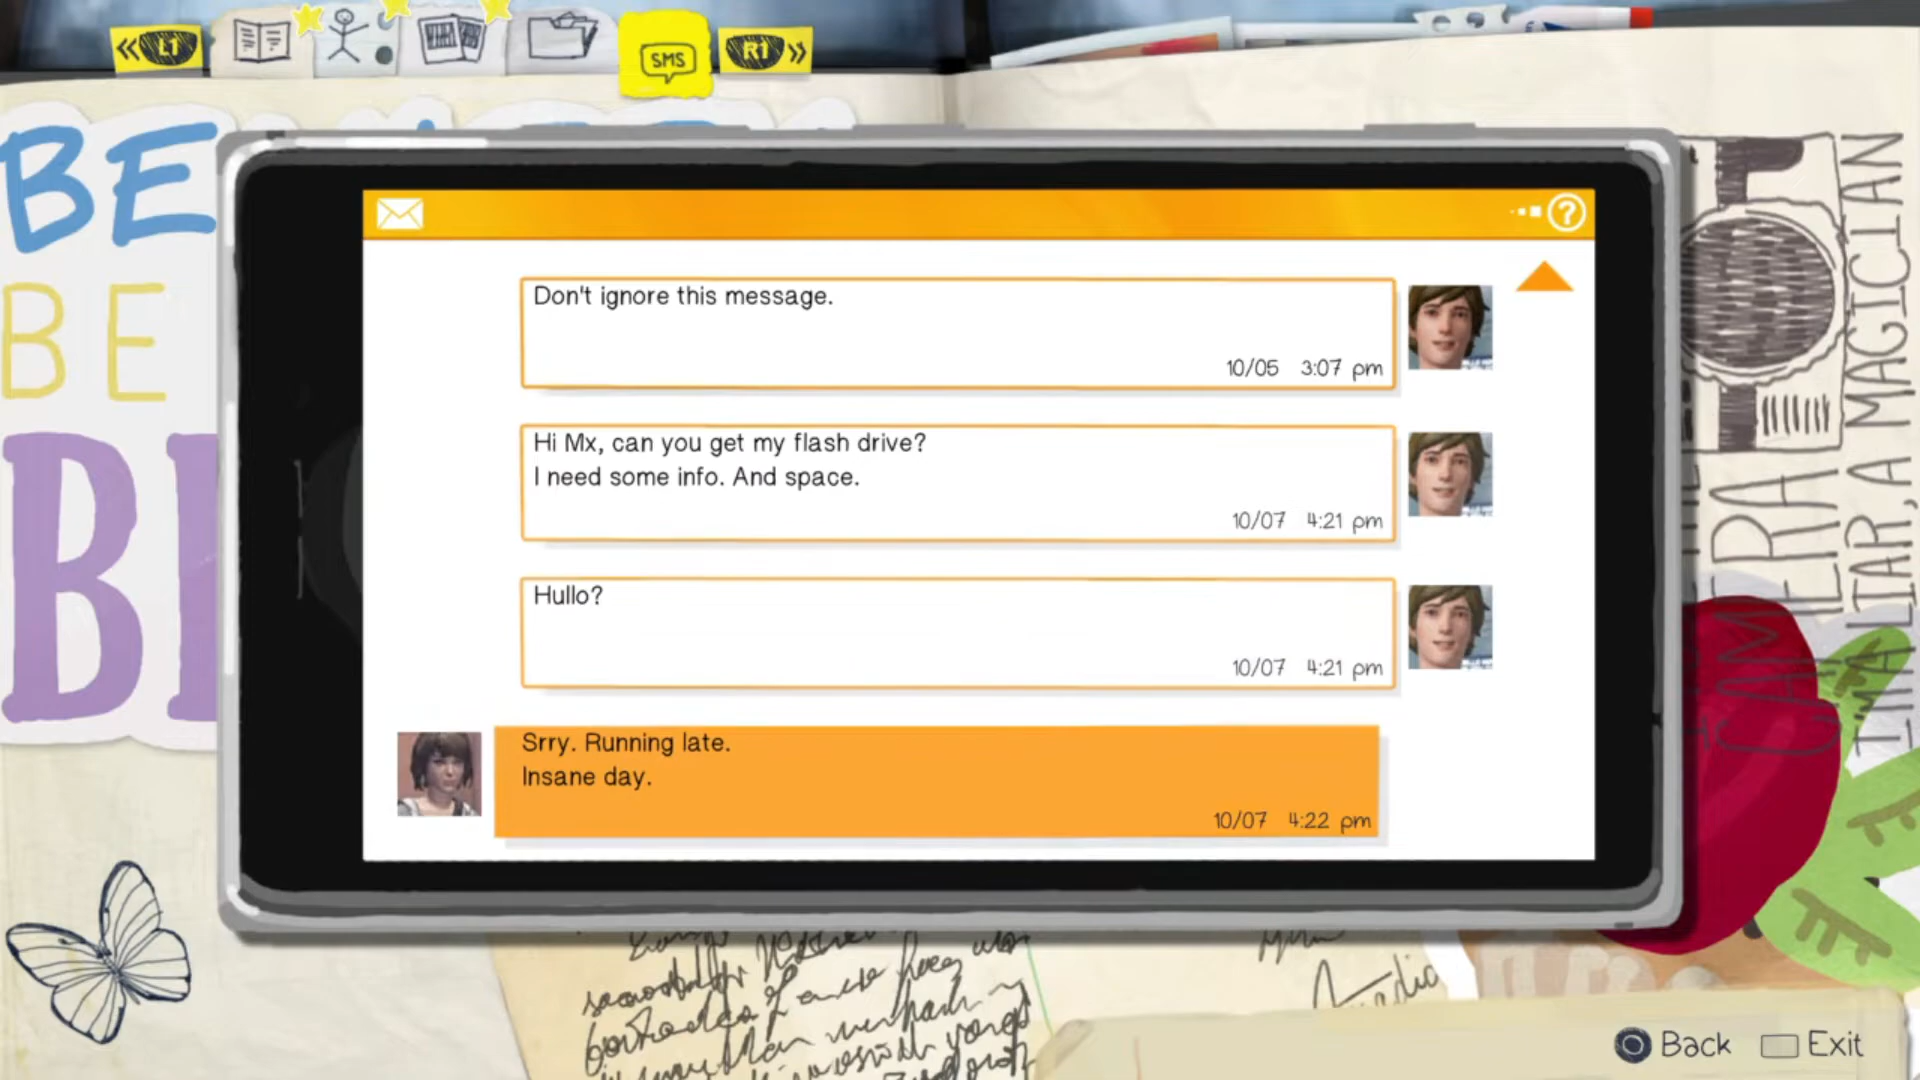 L1
SMS
R1
BE
BE
Don't ignore this message.
10/05 3:07 pm
Hi Mx, can you get my flash drive?
I need some info. And space.
10/07 4:21 pm
Hullo?
10/07 4:21 pm
Srry. Running late.
Insane day.
10/07 4:22 pm
CAMERA
LIAR, A MAGICIAN
Back
Exit